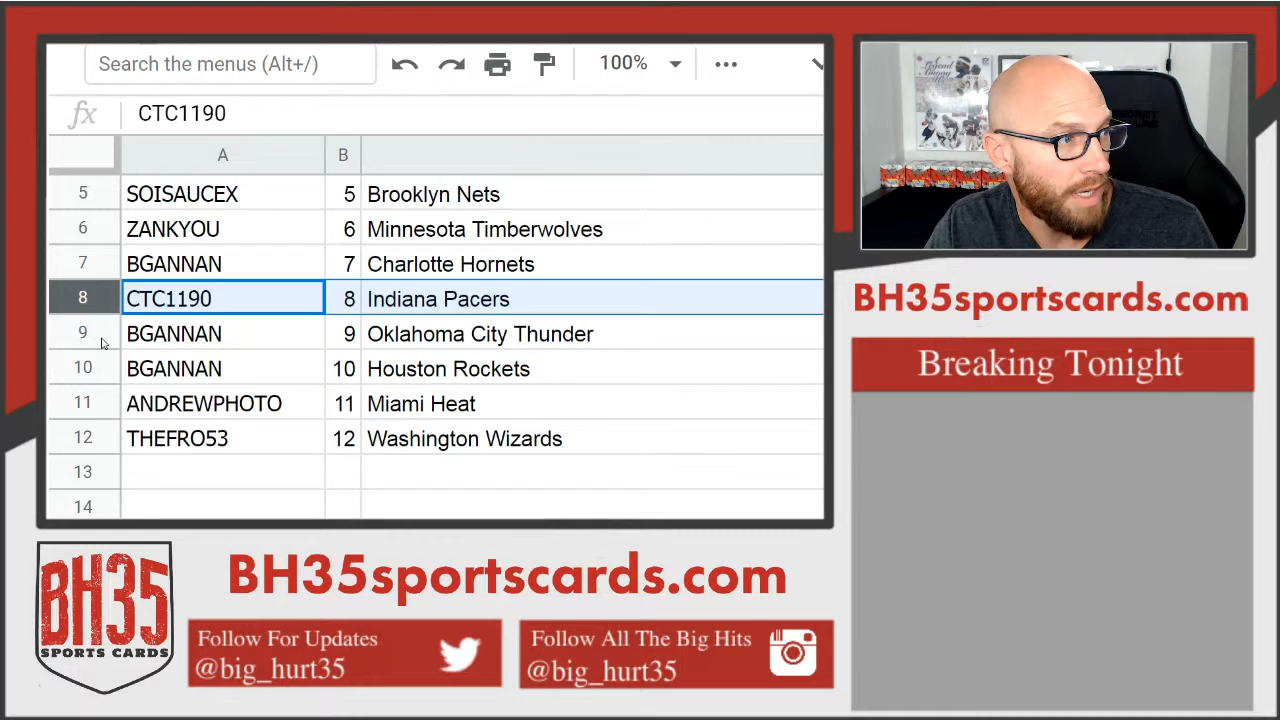 Search the menus (Alt+/)
100%
fx
CTC1190
A B
5 SOISAUCEX 5 Brooklyn Nets
6 ZANKYOU 6 Minnesota Timberwolves
7 BGANNAN 7 Charlotte Hornets
8 CTC1190 8 Indiana Pacers
9 BGANNAN 9 Oklahoma City Thunder
10 BGANNAN 10 Houston Rockets
11 ANDREWPHOTO 11 Miami Heat
12 THEFRO53 12 Washington Wizards
13
14
BH35sportscards.com
Breaking Tonight
BH35
SPORTS CARDS
BH35sportscards.com
Follow For Updates
@big_hurt35
Follow All The Big Hits
@big_hurt35